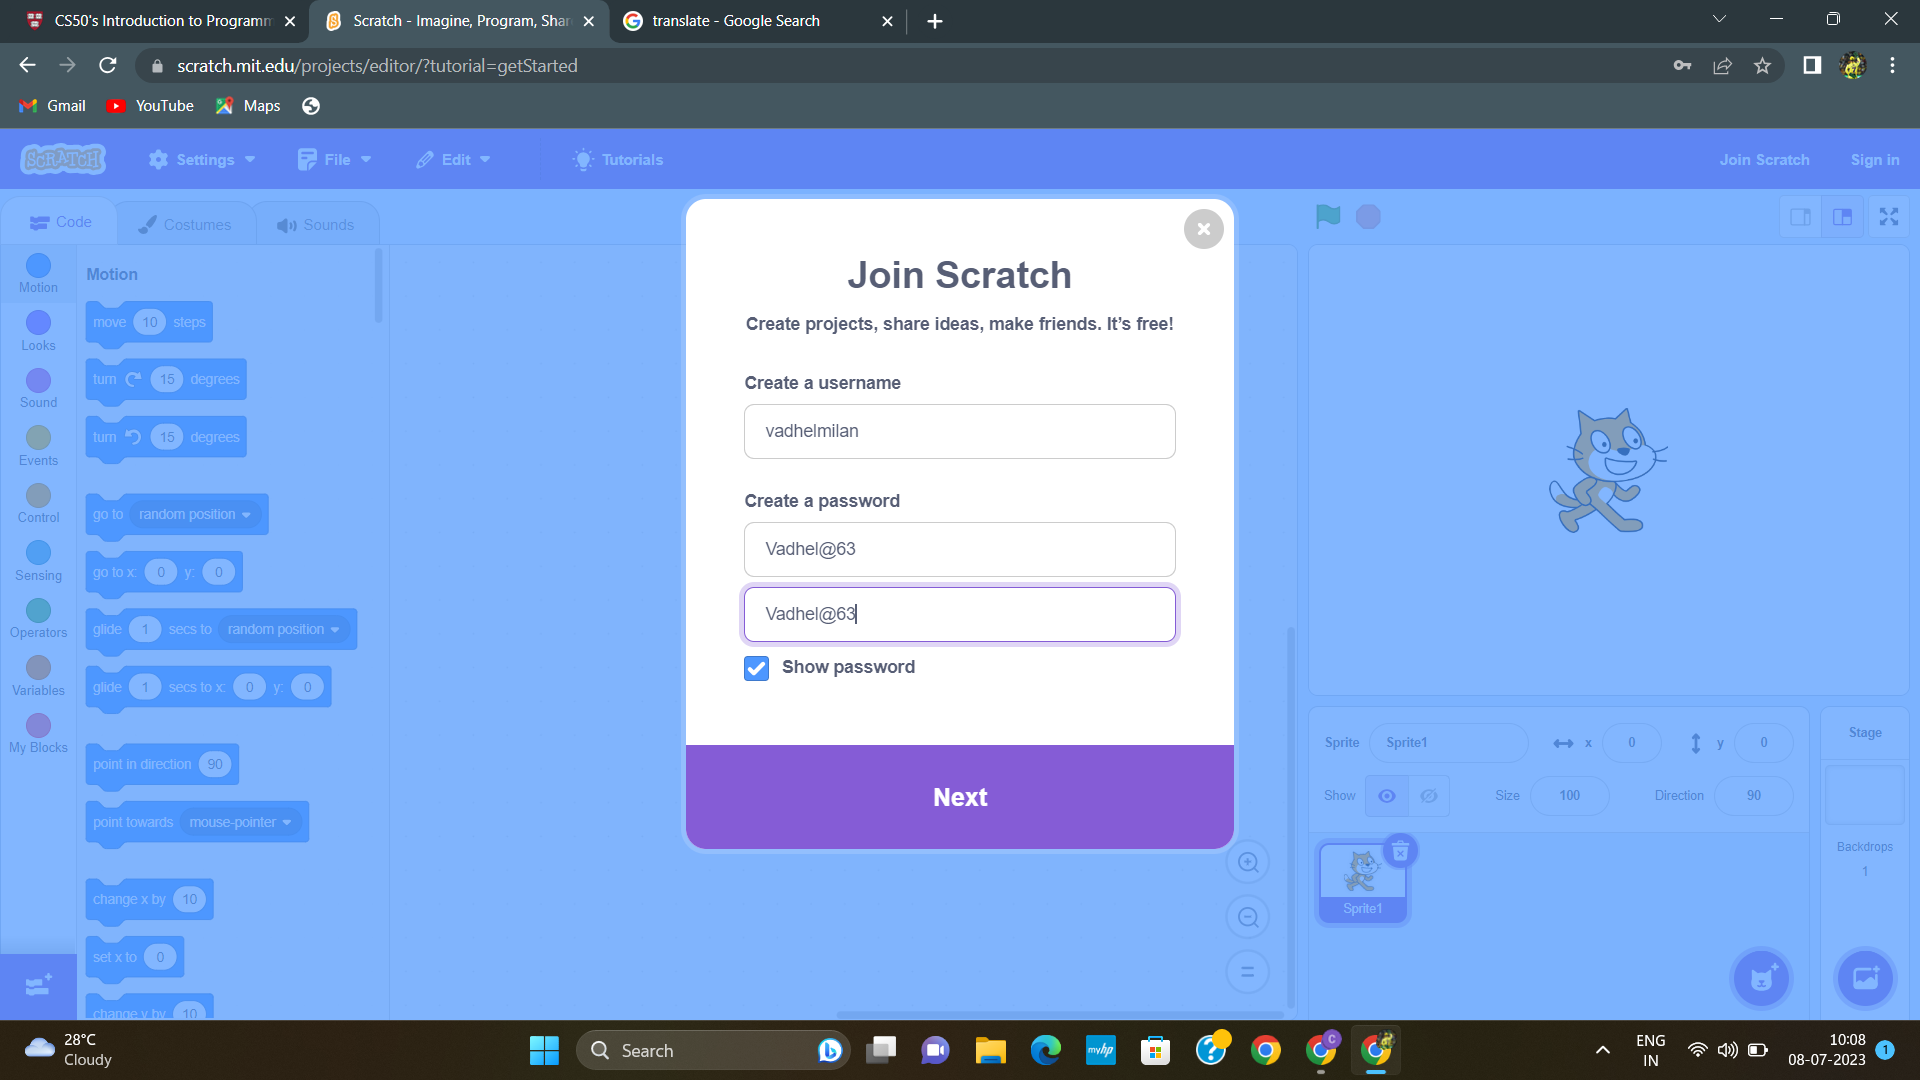 CS50's Introduction to Programm
Scratch - Imagine, Program, Shar
translate - Google Search
scratch.mit.edu/projects/editor/?tutorial=getStarted
Gmail
YouTube
Maps
SCRATCH
Settings
File
Edit
Tutorials
Join Scratch
Sign in
Code
Costumes
Sounds
Motion
Looks
Sound
Events
Control
Sensing
Operators
Variables
My Blocks
Motion
move 10 steps
turn 15 degrees
turn 15 degrees
go to random position
go to x: 0 y: 0
glide 1 secs to random position
glide 1 secs to x: 0 y: 0
point in direction 90
point towards mouse-pointer
change x by 10
set x to 0
change y by 10
Join Scratch
Create projects, share ideas, make friends. It’s free!
Create a username
vadhelmilan
Create a password
Vadhel@63
Vadhel@63
Show password
Next
Sprite Sprite1 x 0 y 0
Show Size 100 Direction 90
Sprite1
Stage
Backdrops
1
28°C
Cloudy
Search
myhp
C
ENG
IN
10:08
08-07-2023
1